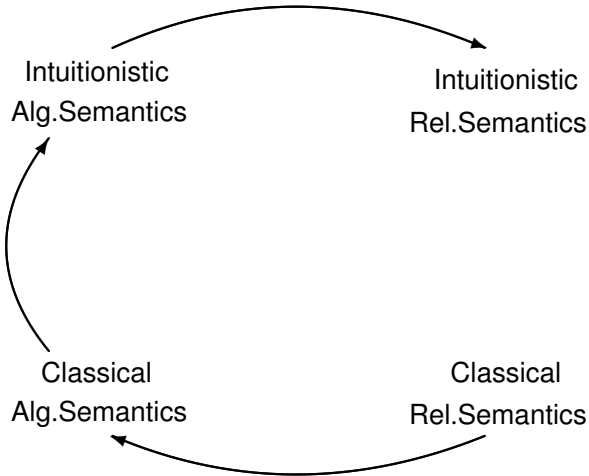 Intuitionistic
Alg.Semantics
Intuitionistic
Rel.Semantics
Classical
Alg.Semantics
Classical
Rel.Semantics